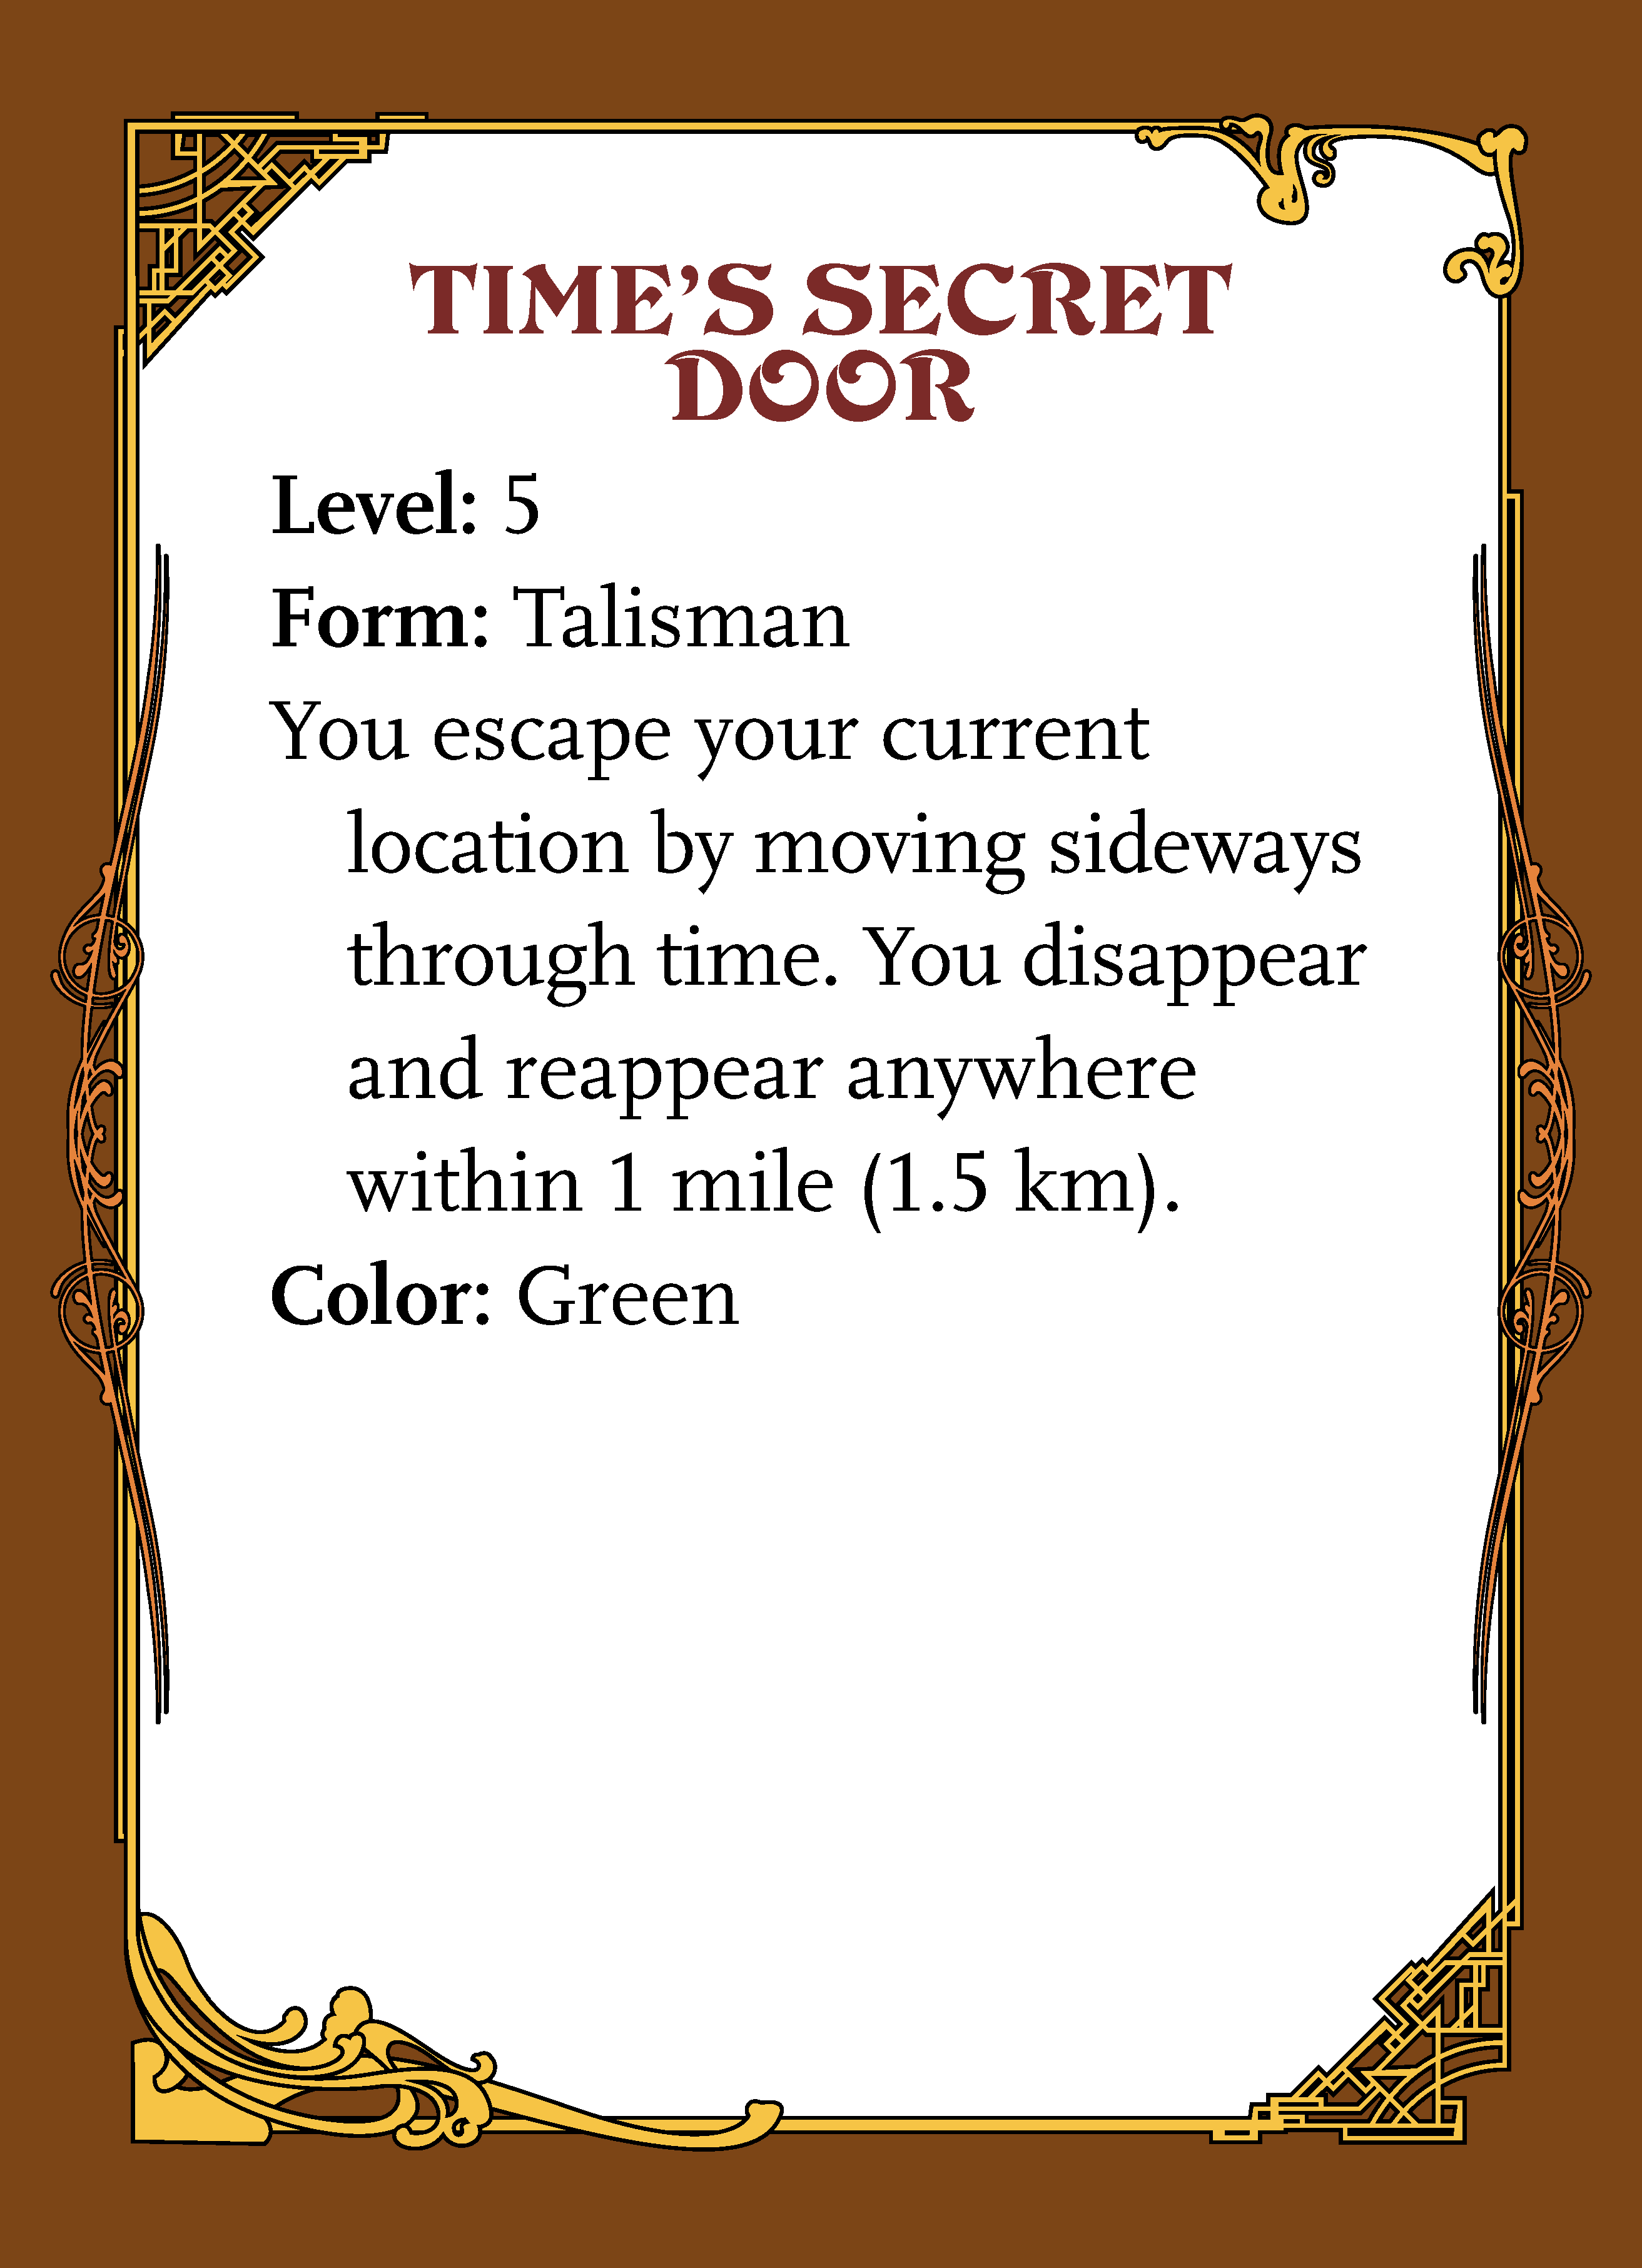 TIME’S SECRET
DOOR
Level: 5
Form: Talisman
You escape your current
location by moving sideways
through time. You disappear
and reappear anywhere
within 1 mile (1.5 km).
Color: Green